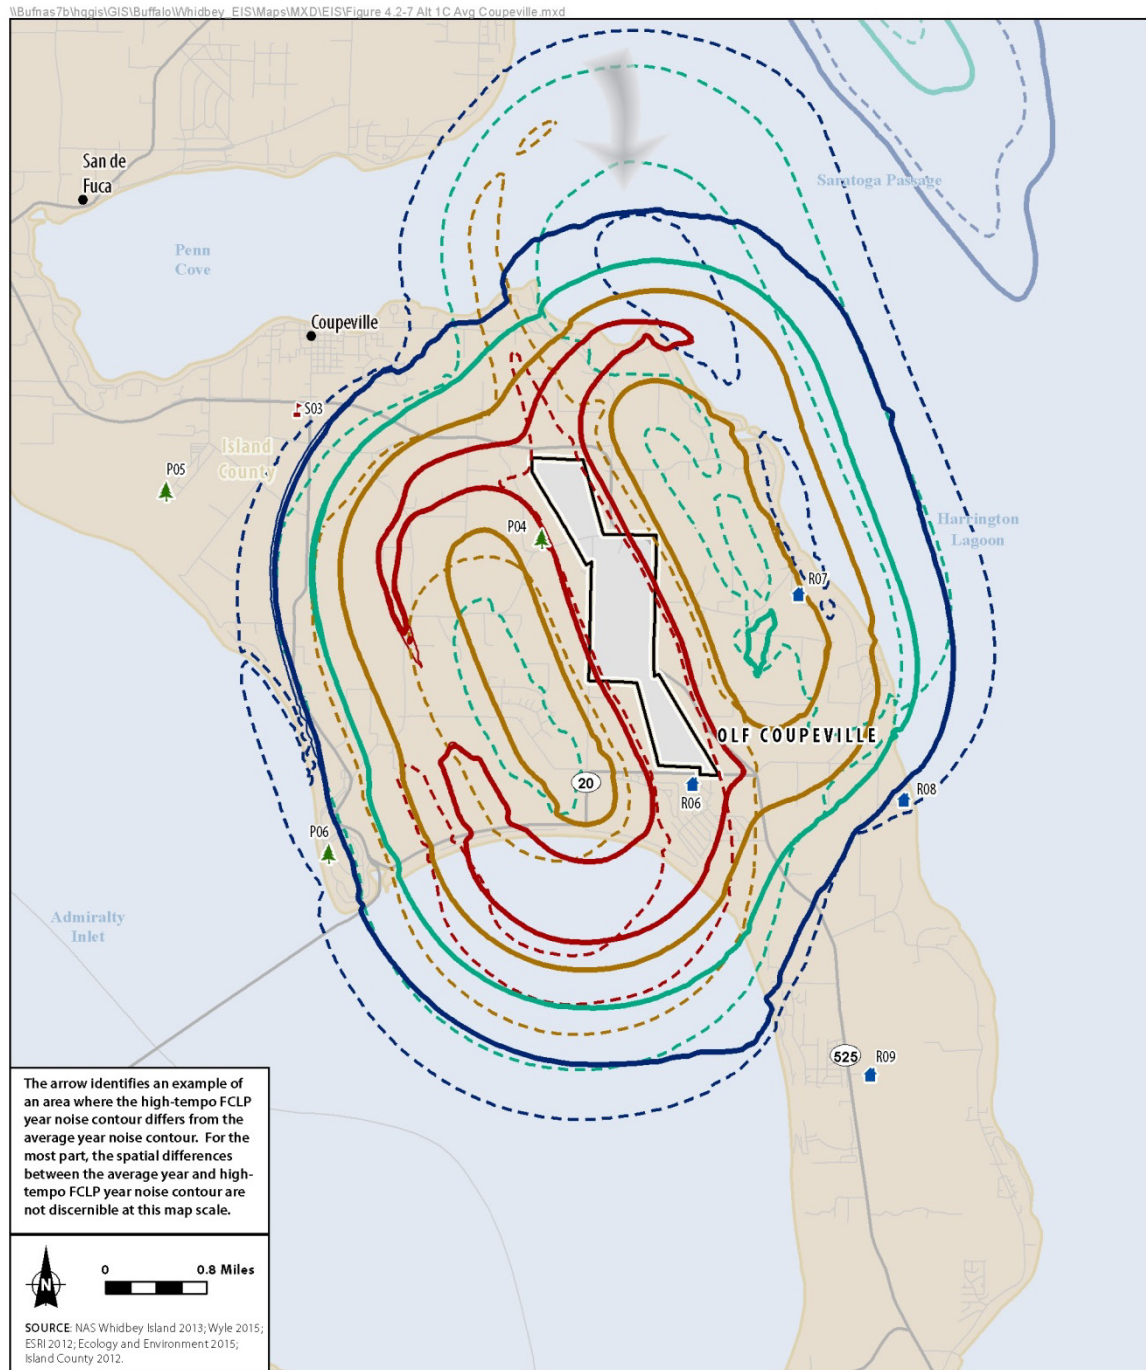 \\Bufnas7b\hqgis\GIS\Buffalo\Whidbey_EIS\Maps\MXD\EIS\Figure 4.2-7 Alt 1C Avg Coupeville.mxd
San de
Fuca
Saratoga Passage
Penn
Cove
Coupeville
S03
Island
County
P05
P04
Harrington
Lagoon
R07
OLF COUPEVILLE
20
R06
R08
P06
Admiralty
Inlet
525
R09
The arrow identifies an example of
an area where the high-tempo FCLP
year noise contour differs from the
average year noise contour. For the
most part, the spatial differences
between the average year and high-
tempo FCLP year noise contour are
not discernible at this map scale.
N
0 0.8 Miles
SOURCE: NAS Whidbey Island 2013; Wyle 2015;
ESRI 2012; Ecology and Environment 2015;
Island County 2012.